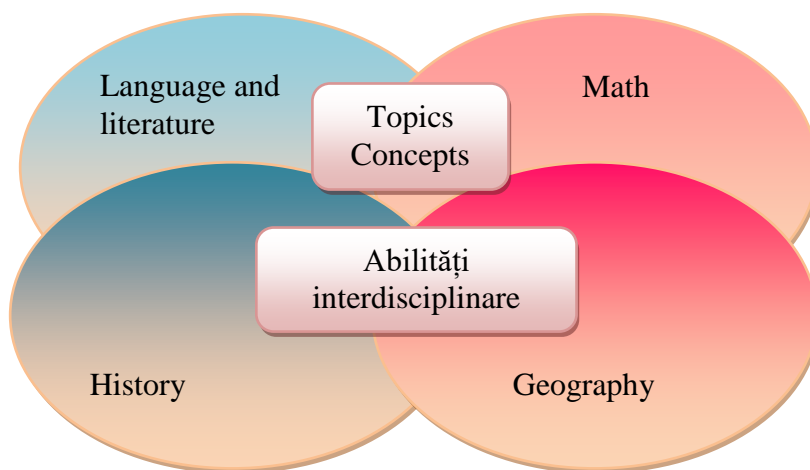 Language and
literature
Topics
Concepts
Math
Abilități
interdisciplinare
History
Geography